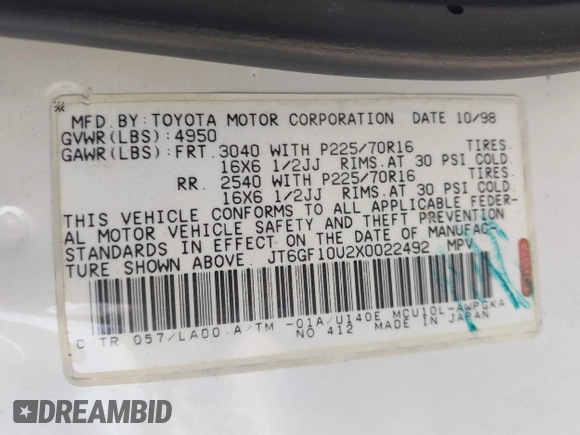 MFD. BY: TOYOTA MOTOR CORPORATION DATE 10/98
GVWR(LBS): 4950
GAWR(LBS): FRT. 3040 WITH P225/70R16 TIRES.
16X6 1/2JJ RIMS.AT 30 PSI COLD.
RR. 2540 WITH P225/70R16 TIRES.
16X6 1/2JJ RIMS.AT 30 PSI COLD.
THIS VEHICLE CONFORMS TO ALL APPLICABLE FEDER-
AL MOTOR VEHICLE SAFETY AND THEFT PREVENTION
STANDARDS IN EFFECT ON THE DATE OF MANUFAC-
TURE SHOWN ABOVE. JT6GF10U2X0022492 MPV
C/TR 057/LA00 A/TM -01A/U140E MCU10L-AWPGKA
NO 412 MADE IN JAPAN
DREAMBID